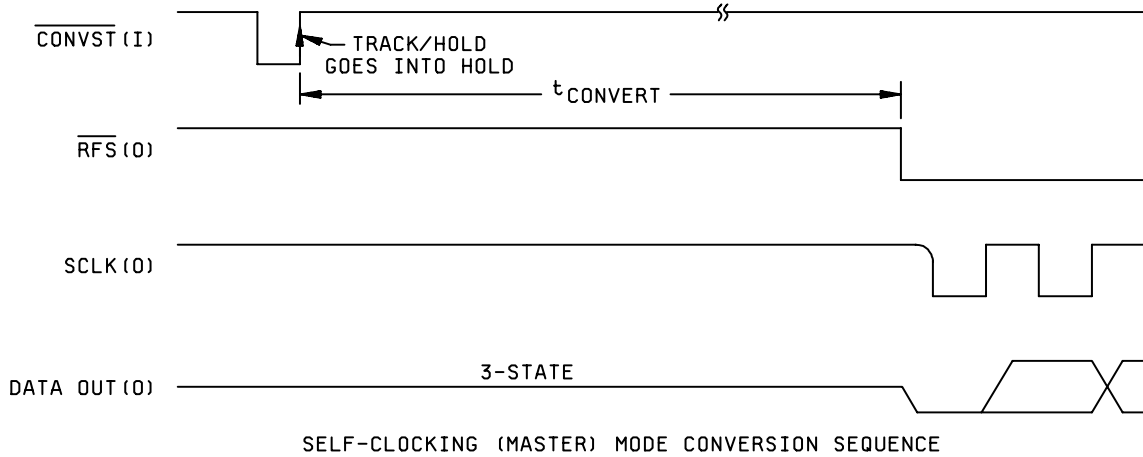 CONVST(I)
TRACK/HOLD
GOES INTO HOLD
tCONVERT
RFS(O)
SCLK(O)
3-STATE
DATA OUT(O)
SELF-CLOCKING (MASTER) MODE CONVERSION SEQUENCE